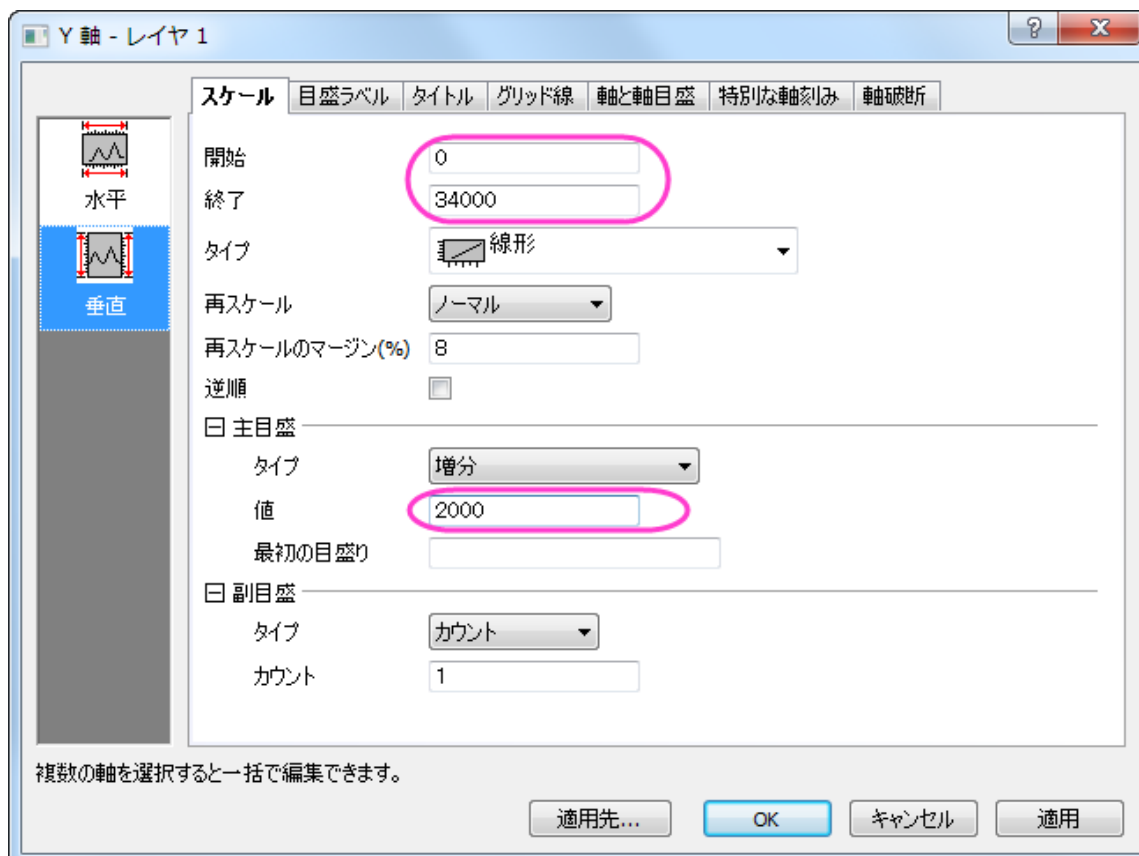 Y 軸 - レイヤ 1
スケール 目盛ラベル タイトル グリッド線 軸と軸目盛 特別な軸刻み 軸破断
水平
垂直
開始 0
終了 34000
タイプ 線形
再スケール ノーマル
再スケールのマージン(%) 8
逆順
主目盛
タイプ 増分
値 2000
最初の目盛り
副目盛
タイプ カウント
カウント 1
複数の軸を選択すると一括で編集できます。
適用先... OK キャンセル 適用